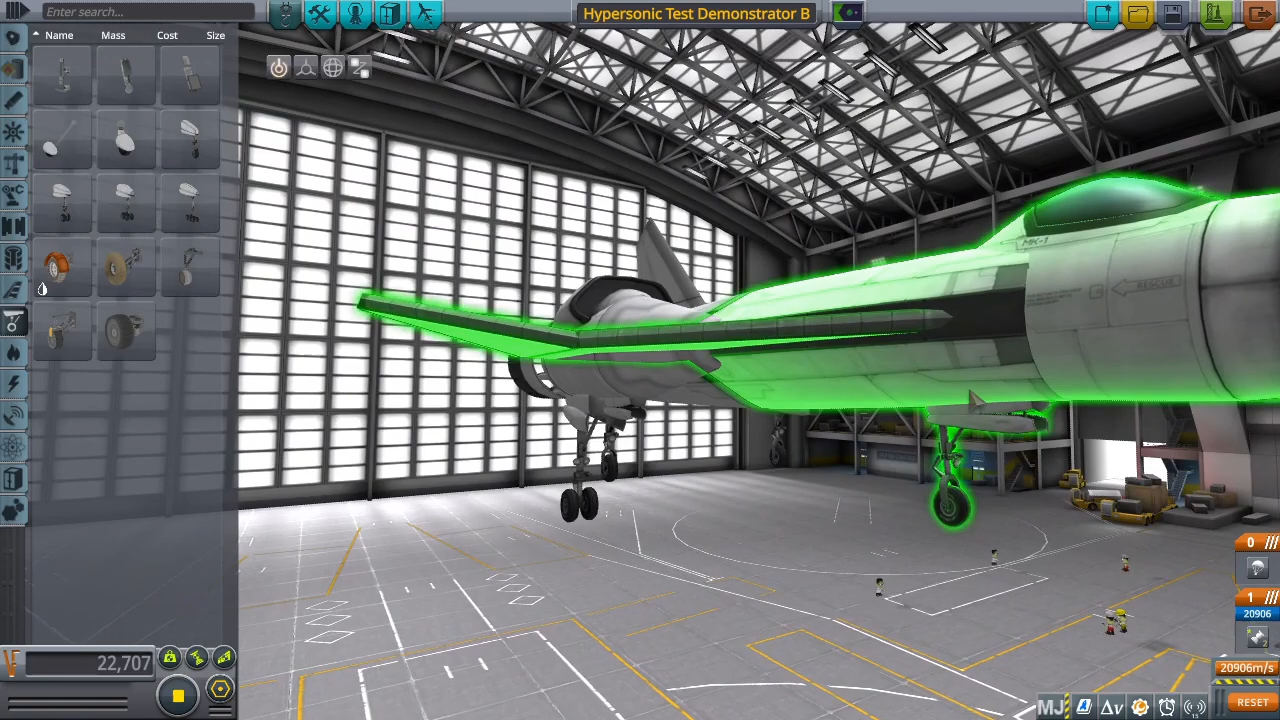 Enter search...
Hypersonic Test Demonstrator B
Name Mass Cost Size
MK-1
RESCUE
0
1
20906
2
22,707
20906m/s
MJ
Δv
RESET